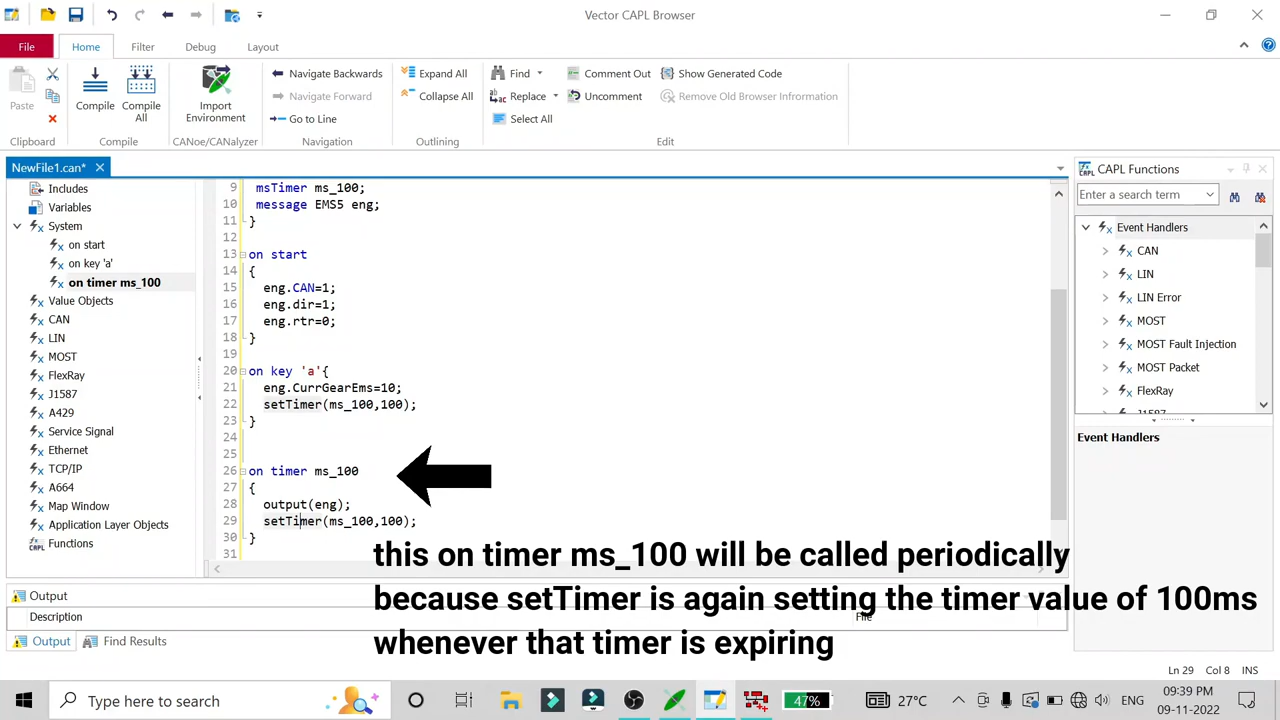 Vector CAPL Browser
File Home Filter Debug Layout
Paste
Compile
Compile All
Import Environment
Navigate Backwards
Navigate Forward
Go to Line
Expand All
Collapse All
Find
Replace
Select All
Comment Out
Uncomment
Show Generated Code
Remove Old Browser Infrormation
Clipboard Compile CANoe/CANalyzer Navigation Outlining Edit
NewFile1.can*
Includes
Variables
System
on start
on key 'a'
on timer ms_100
Value Objects
CAN
LIN
MOST
FlexRay
J1587
A429
Service Signal
Ethernet
TCP/IP
A664
Map Window
Application Layer Objects
Functions
9 msTimer ms_100;
10 message EMS5 eng;
11 }
12
13 on start
14 {
15 eng.CAN=1;
16 eng.dir=1;
17 eng.rtr=0;
18 }
19
20 on key 'a'{
21 eng.CurrGearEms=10;
22 setTimer(ms_100,100);
23 }
24
25
26 on timer ms_100
27 {
28 output(eng);
29 setTimer(ms_100,100);
30 }
31
CAPL Functions
Enter a search term
Event Handlers
CAN
LIN
LIN Error
MOST
MOST Fault Injection
MOST Packet
FlexRay
J1587
Event Handlers
this on timer ms_100 will be called periodically
because setTimer is again setting the timer value of 100ms
whenever that timer is expiring
Output
Description File
Output Find Results
Ln 29 Col 8 INS
Type here to search
47%
27°C
ENG
09:39 PM
09-11-2022